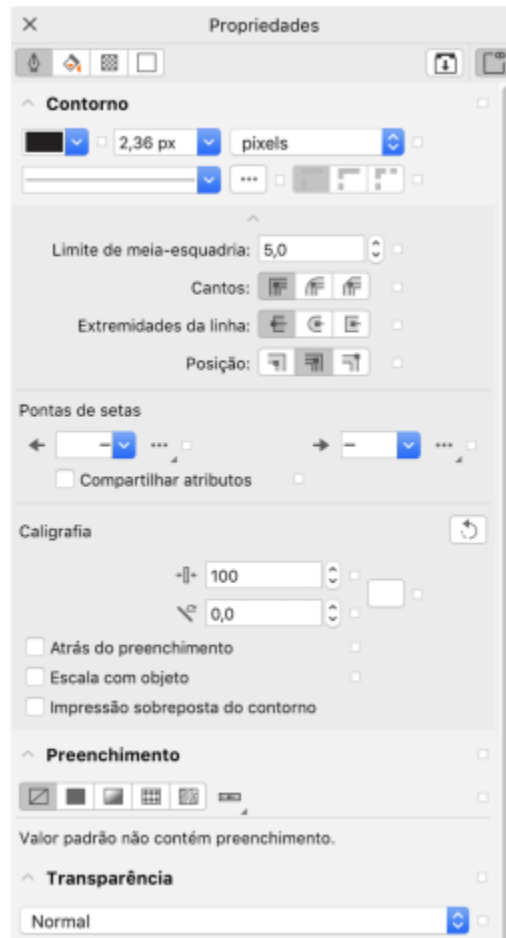 Propriedades
Contorno
2,36 px pixels
Limite de meia-esquadria: 5,0
Cantos:
Extremidades da linha:
Posição:
Pontas de setas
Compartilhar atributos
Caligrafia
100
0,0
Atrás do preenchimento
Escala com objeto
Impressão sobreposta do contorno
Preenchimento
Valor padrão não contém preenchimento.
Transparência
Normal